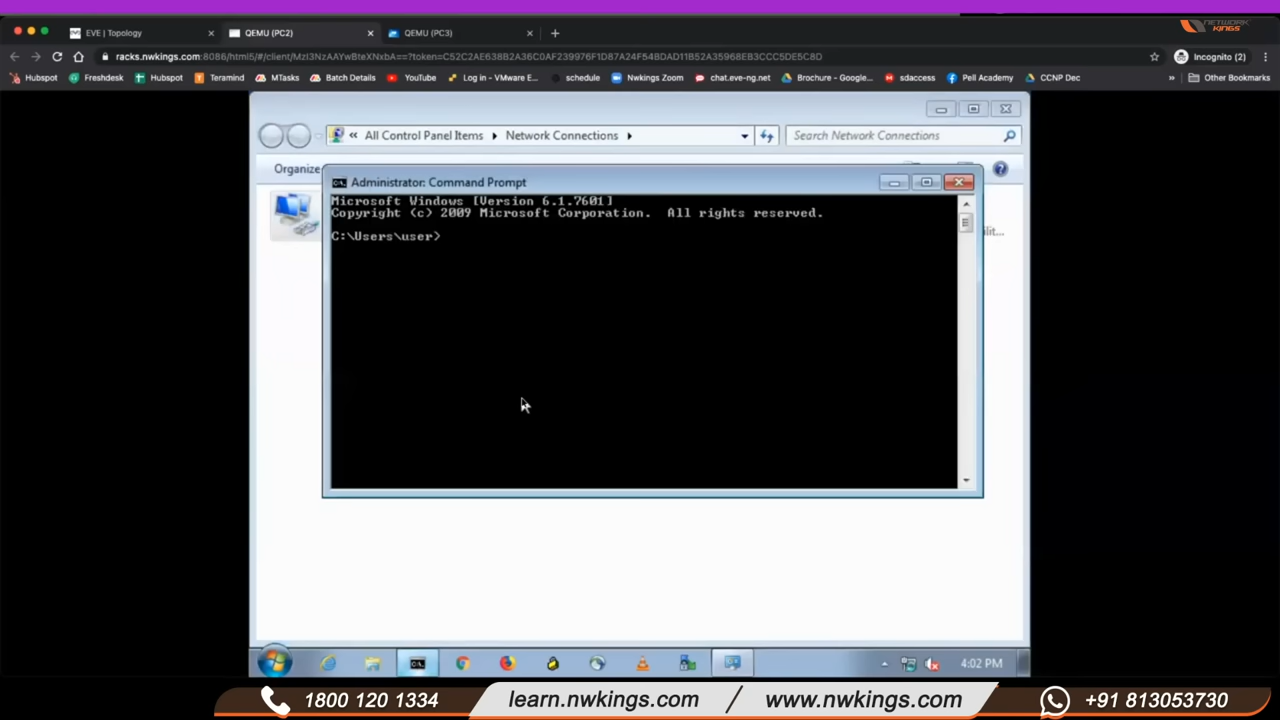 NETWORK
KINGS
EVE | Topology
QEMU (PC2)
QEMU (PC3)
racks.nwkings.com:8086/html5/#/client/MzI3NzAAYwBteXNxbA==?token=C52C2AE638B2A36C0AF239976F1D87A24F54BDAD11B52A35968EB3CCC5DE5C8D
Incognito (2)
Hubspot
Freshdesk
Hubspot
Teramind
MTasks
Batch Details
YouTube
Log in - VMware E...
schedule
Nwkings Zoom
chat.eve-ng.net
Brochure - Google...
sdaccess
Pell Academy
CCNP Dec
»
Other Bookmarks
« All Control Panel Items
Network Connections
Search Network Connections
Organize
Administrator: Command Prompt
Microsoft Windows [Version 6.1.7601]
Copyright (c) 2009 Microsoft Corporation. All rights reserved.
C:\Users\user>
4:02 PM
1800 120 1334
learn.nwkings.com / www.nwkings.com
+91 813053730